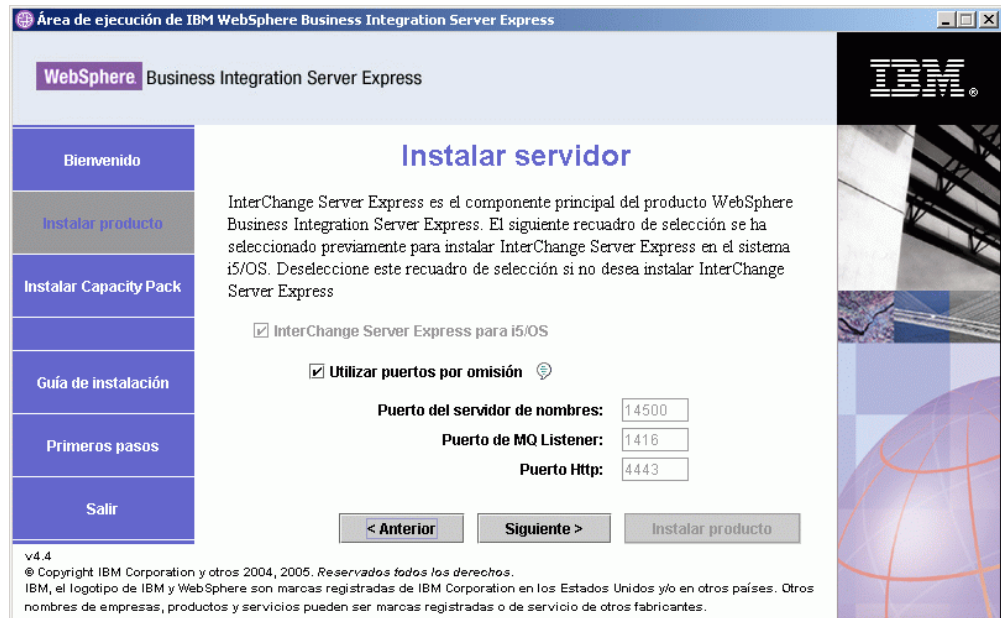 Área de ejecución de IBM WebSphere Business Integration Server Express
WebSphere. Business Integration Server Express
IBM®
Bienvenido
Instalar producto
Instalar Capacity Pack
Guía de instalación
Primeros pasos
Salir
Instalar servidor
InterChange Server Express es el componente principal del producto WebSphere
Business Integration Server Express. El siguiente recuadro de selección se ha
seleccionado previamente para instalar InterChange Server Express en el sistema
i5/OS. Deseleccione este recuadro de selección si no desea instalar InterChange
Server Express
InterChange Server Express para i5/OS
Utilizar puertos por omisión
Puerto del servidor de nombres: 14500
Puerto de MQ Listener: 1416
Puerto Http: 4443
< Anterior
Siguiente >
Instalar producto
v4.4
© Copyright IBM Corporation y otros 2004, 2005. Reservados todos los derechos.
IBM, el logotipo de IBM y WebSphere son marcas registradas de IBM Corporation en los Estados Unidos y/o en otros países. Otros
nombres de empresas, productos y servicios pueden ser marcas registradas o de servicio de otros fabricantes.